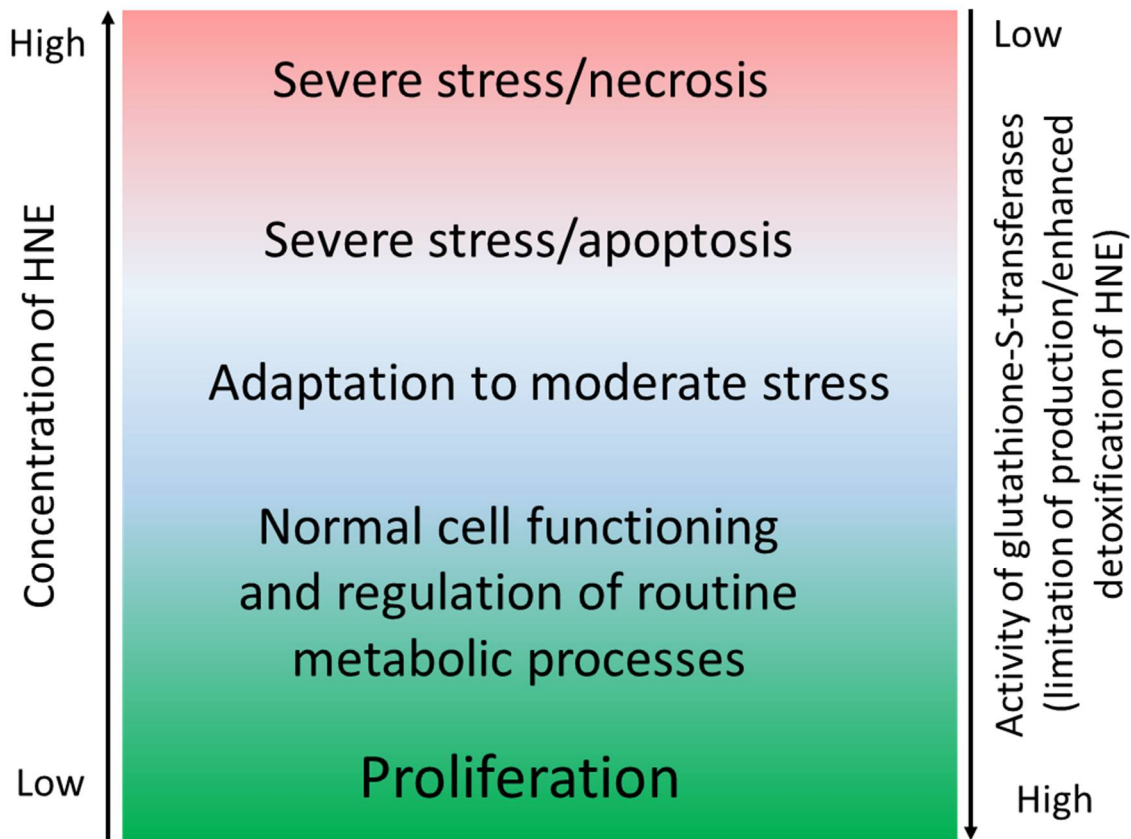 High
Concentration of HNE
Low
Severe stress/necrosis
Severe stress/apoptosis
Adaptation to moderate stress
Normal cell functioning
and regulation of routine
metabolic processes
Proliferation
Low
Activity of glutathione-S-transferases
(limitation of production/enhanced
detoxification of HNE)
High